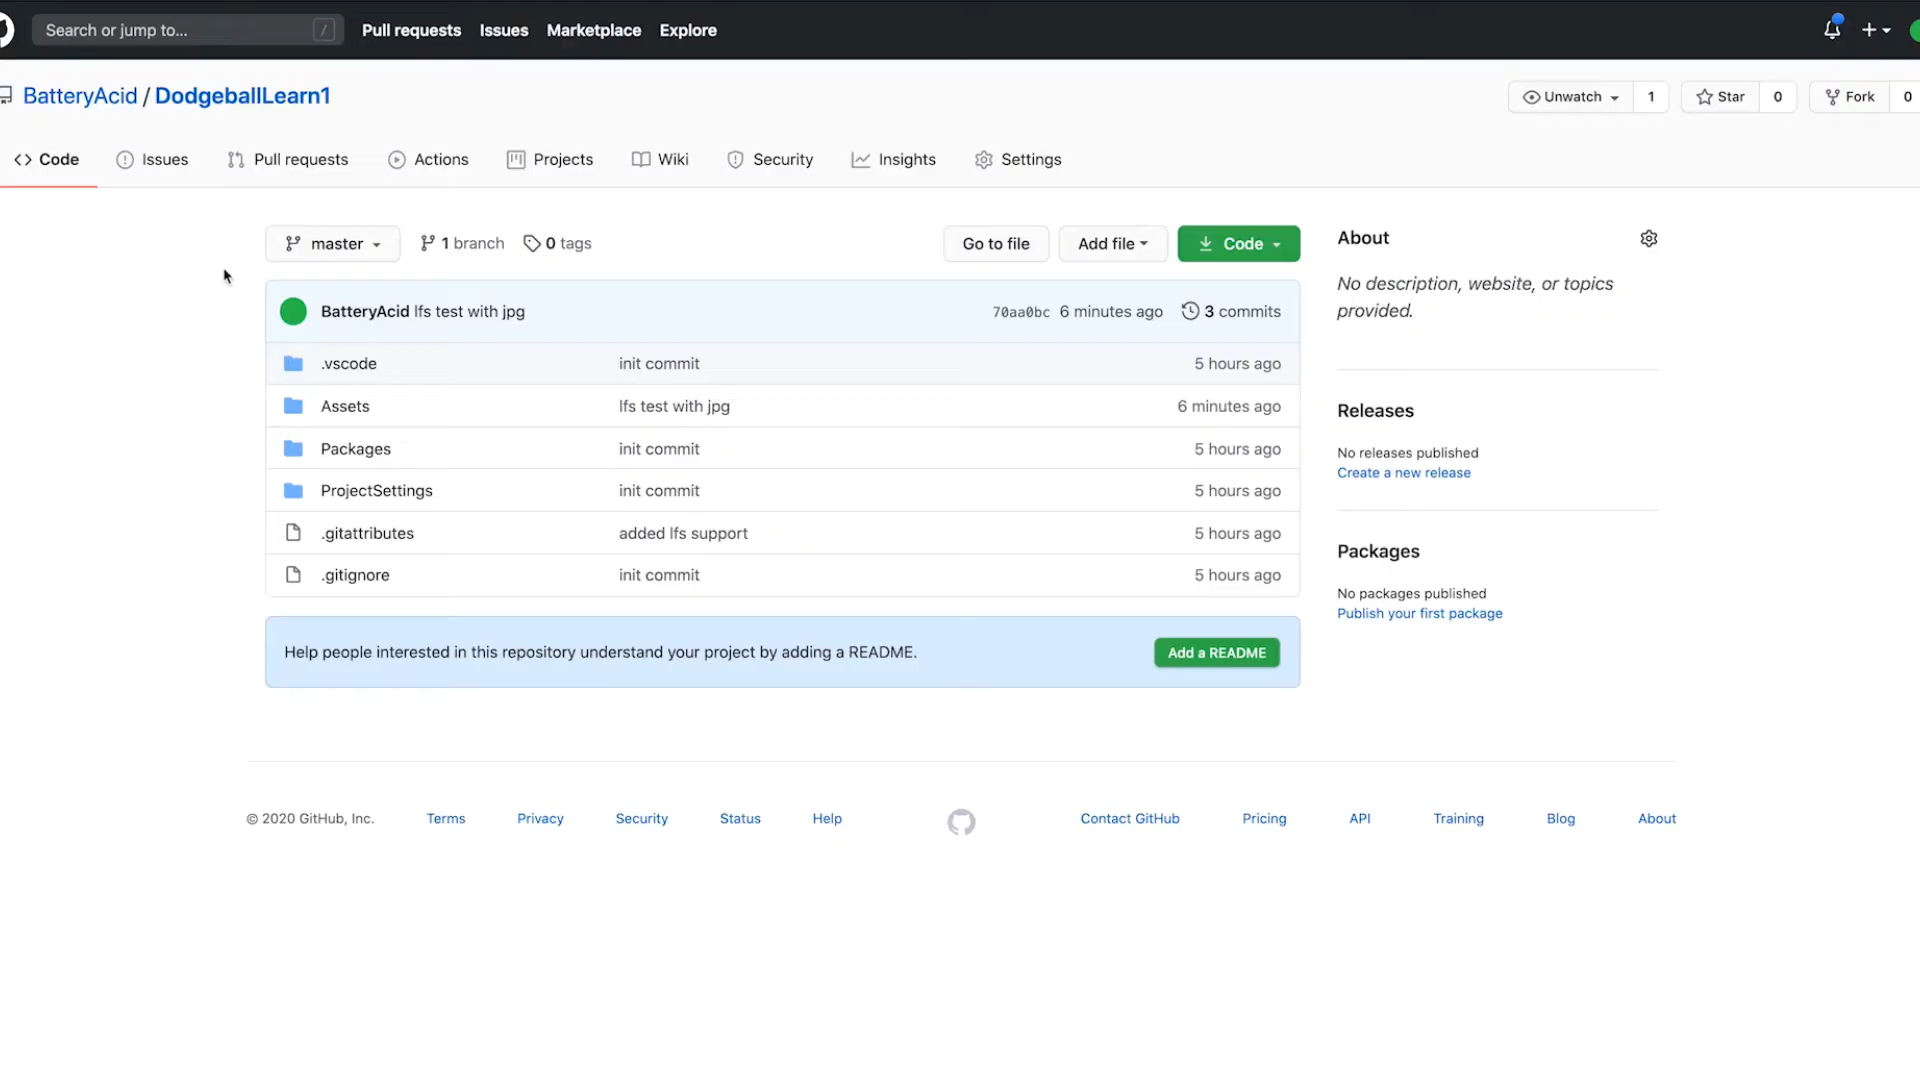 Search or jump to... /
Pull requests Issues Marketplace Explore
BatteryAcid / DodgeballLearn1
Unwatch 1 Star 0 Fork 0
Code Issues Pull requests Actions Projects Wiki Security Insights Settings
master 1 branch 0 tags Go to file Add file Code
BatteryAcid lfs test with jpg 70aa0bc 6 minutes ago 3 commits
.vscode init commit 5 hours ago
Assets lfs test with jpg 6 minutes ago
Packages init commit 5 hours ago
ProjectSettings init commit 5 hours ago
.gitattributes added lfs support 5 hours ago
.gitignore init commit 5 hours ago
Help people interested in this repository understand your project by adding a README. Add a README
About
No description, website, or topics
provided.
Releases
No releases published
Create a new release
Packages
No packages published
Publish your first package
© 2020 GitHub, Inc. Terms Privacy Security Status Help Contact GitHub Pricing API Training Blog About